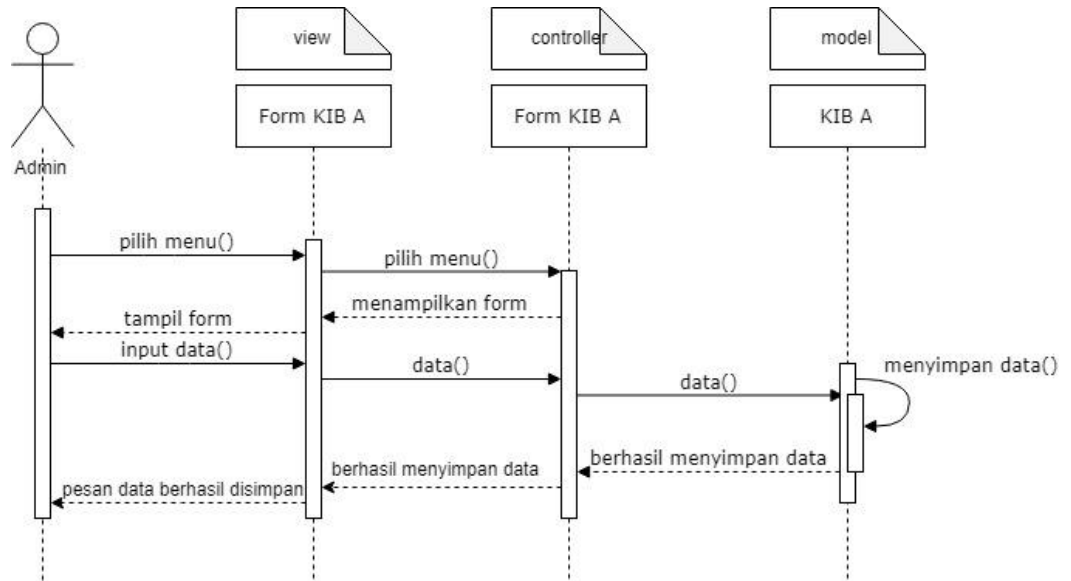 view
controller
model
Form KIB A
Form KIB A
KIB A
Admin
pilih menu()
pilih menu()
menampilkan form
tampil form
input data()
data()
menyimpan data()
data()
berhasil menyimpan data
berhasil menyimpan data
pesan data berhasil disimpan